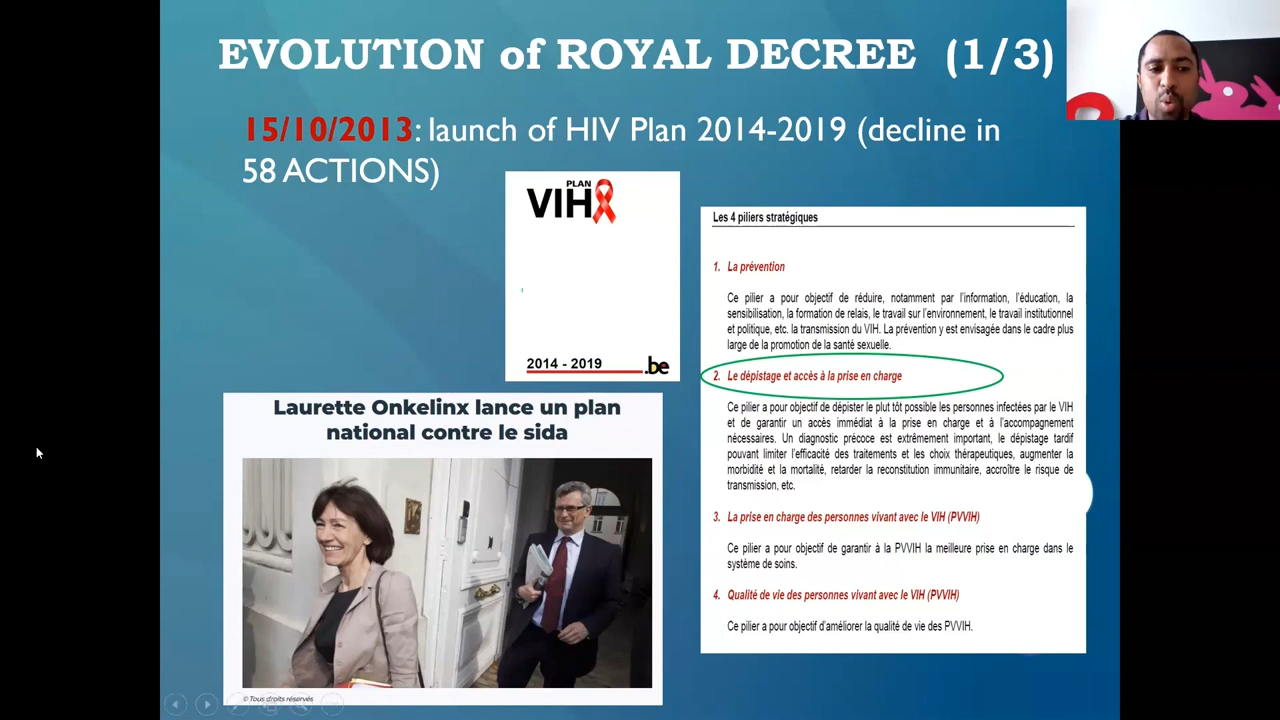 EVOLUTION of ROYAL DECREE (1/3)
15/10/2013: launch of HIV Plan 2014-2019 (decline in
58 ACTIONS)
PLAN
VIH
2014 - 2019
.be
Laurette Onkelinx lance un plan
national contre le sida
© Tous droits réservés
Les 4 piliers stratégiques
1. La prévention
Ce pilier a pour objectif de réduire, notamment par l'information, l'éducation, la
sensibilisation, la formation de relais, le travail sur l'environnement, le travail institutionnel
et politique, etc. la transmission du VIH. La prévention y est envisagée dans le cadre plus
large de la promotion de la santé sexuelle.
2. Le dépistage et accès à la prise en charge
Ce pilier a pour objectif de dépister le plut tôt possible les personnes infectées par le VIH
et de garantir un accès immédiat à la prise en charge et à l'accompagnement
nécessaires. Un diagnostic précoce est extrêmement important, le dépistage tardif
pouvant limiter l'efficacité des traitements et les choix thérapeutiques, augmenter la
morbidité et la mortalité, retarder la reconstitution immunitaire, accroître le risque de
transmission, etc.
3. La prise en charge des personnes vivant avec le VIH (PVVIH)
Ce pilier a pour objectif de garantir à la PVVIH la meilleure prise en charge dans le
système de soins.
4. Qualité de vie des personnes vivant avec le VIH (PVVIH)
Ce pilier a pour objectif d'améliorer la qualité de vie des PVVIH.